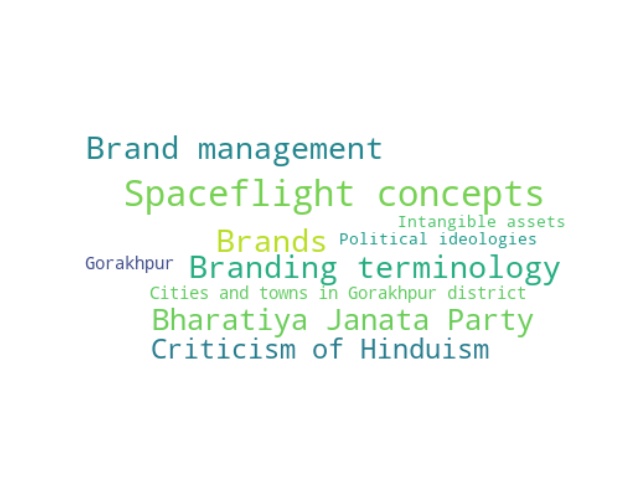 Brand management
Spaceflight concepts
Intangible assets
Brands
Political ideologies
Gorakhpur
Branding terminology
Cities and towns in Gorakhpur district
Bharatiya Janata Party
Criticism of Hinduism